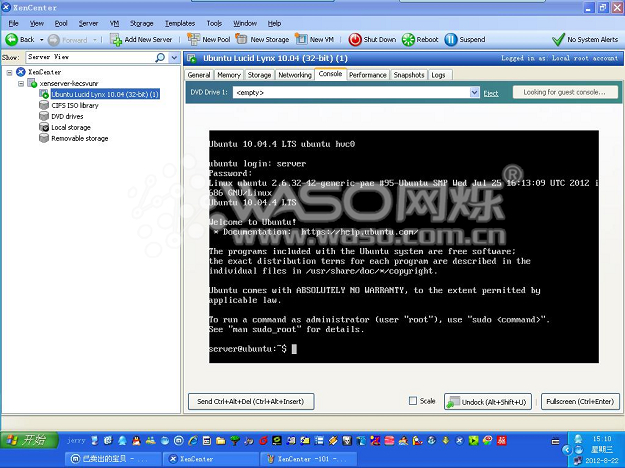 XenCenter
File View Pool Server VM Storage Templates Tools Window Help
Back Forward Add New Server New Pool New Storage New VM Shut Down Reboot Suspend No System Alerts
Show: Server View
Ubuntu Lucid Lynx 10.04 (32-bit) (1) Logged in as: Local root account
XenCenter
xenserver-kecsvunr
Ubuntu Lucid Lynx 10.04 (32-bit) (1)
CIFS ISO library
DVD drives
Local storage
Removable storage
General Memory Storage Networking Console Performance Snapshots Logs
DVD Drive 1: <empty> Eject Looking for guest console...
Ubuntu 10.04.4 LTS ubuntu hvc0
ubuntu login: server
Password:
Linux ubuntu 2.6.32-42-generic-pae #95-Ubuntu SMP Wed Jul 25 16:13:09 UTC 2012 i
686 GNU/Linux
Ubuntu 10.04.4 LTS
Welcome to Ubuntu!
* Documentation: https://help.ubuntu.com/
The programs included with the Ubuntu system are free software;
the exact distribution terms for each program are described in the
individual files in /usr/share/doc/*/copyright.
Ubuntu comes with ABSOLUTELY NO WARRANTY, to the extent permitted by
applicable law.
To run a command as administrator (user "root"), use "sudo <command>".
See "man sudo_root" for details.
server@ubuntu:~$
WASO网烁®
www.waso.com.cn
Send Ctrl+Alt+Del (Ctrl+Alt+Insert) Scale Undock (Alt+Shift+U) Fullscreen (Ctrl+Enter)
开始 jerry
已卖出的宝贝 - ... XenCenter XenCenter -101 - ...
15:10
星期三
2012-8-22